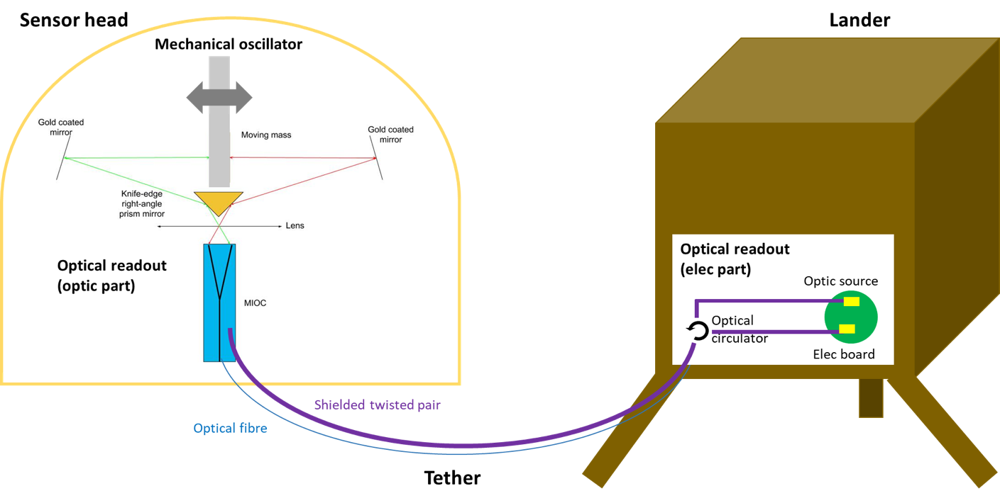 Sensor head
Lander
Mechanical oscillator
Gold coated
mirror
Moving mass
Gold coated
mirror
Knife-edge
right-angle
prism mirror
Lens
Optical readout
(optic part)
MIOC
Optical readout
(elec part)
Optic source
Optical
circulator
Elec board
Shielded twisted pair
Optical fibre
Tether